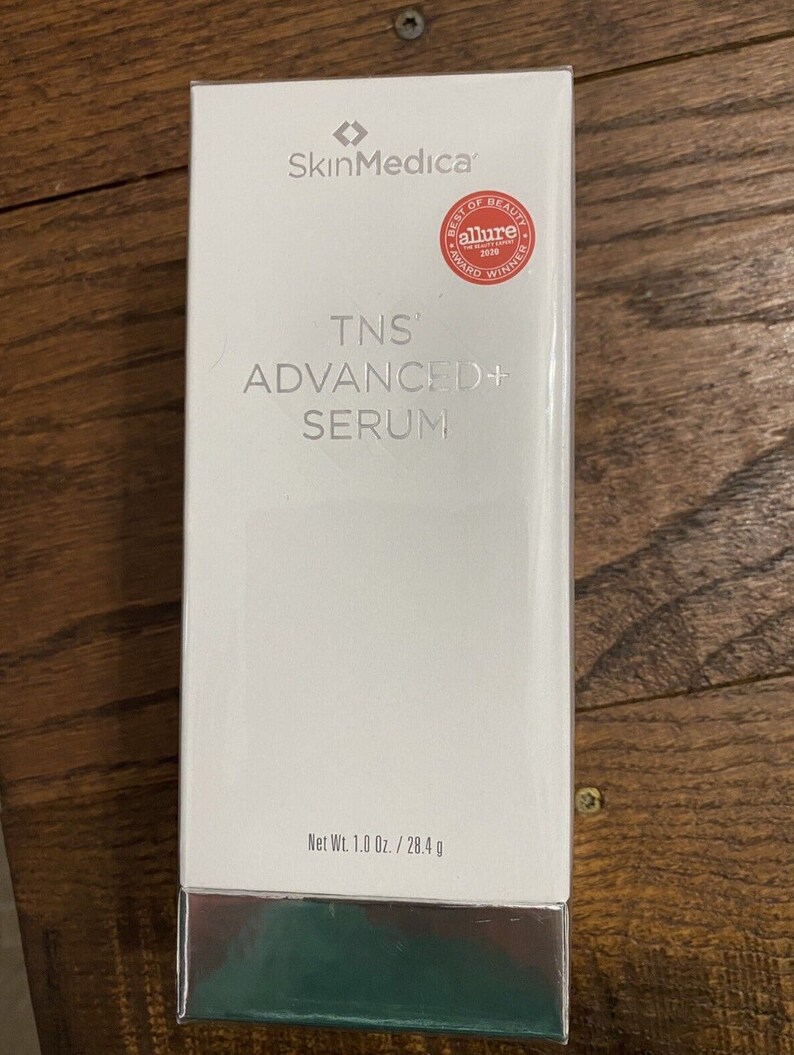 SkinMedica®
BEST OF BEAUTY
allure
THE BEAUTY EXPERT
2020
AWARD WINNER
TNS®
ADVANCED+
SERUM
Net Wt. 1.0 Oz. / 28.4 g